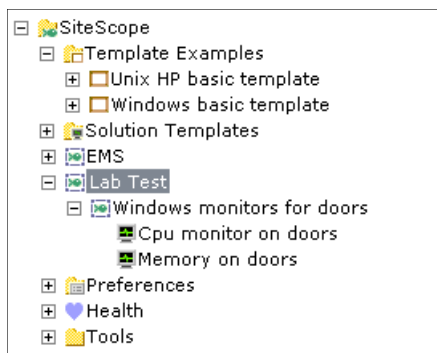 SiteScope
Template Examples
Unix HP basic template
Windows basic template
Solution Templates
EMS
Lab Test
Windows monitors for doors
Cpu monitor on doors
Memory on doors
Preferences
Health
Tools